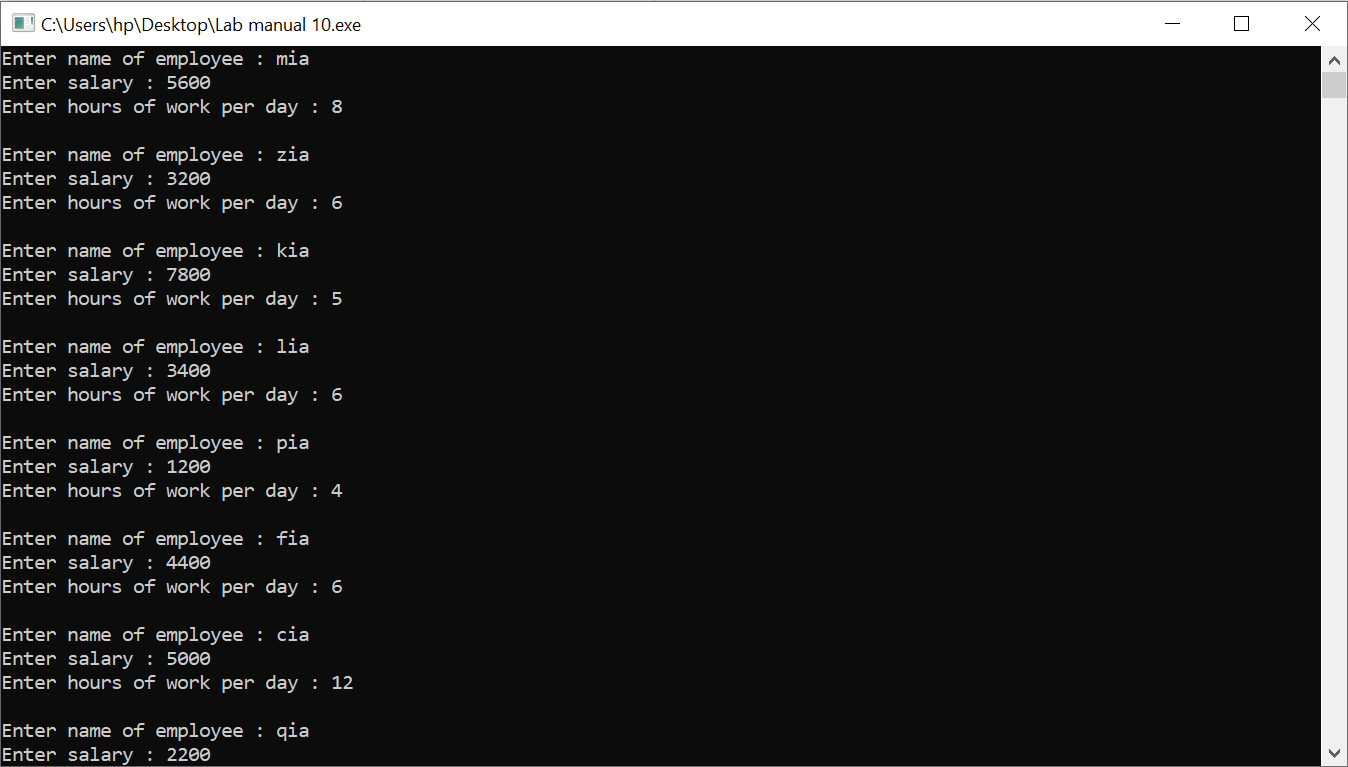 C:\Users\hp\Desktop\Lab manual 10.exe
Enter name of employee : mia
Enter salary : 5600
Enter hours of work per day : 8
Enter name of employee : zia
Enter salary : 3200
Enter hours of work per day : 6
Enter name of employee : kia
Enter salary : 7800
Enter hours of work per day : 5
Enter name of employee : lia
Enter salary : 3400
Enter hours of work per day : 6
Enter name of employee : pia
Enter salary : 1200
Enter hours of work per day : 4
Enter name of employee : fia
Enter salary : 4400
Enter hours of work per day : 6
Enter name of employee : cia
Enter salary : 5000
Enter hours of work per day : 12
Enter name of employee : qia
Enter salary : 2200